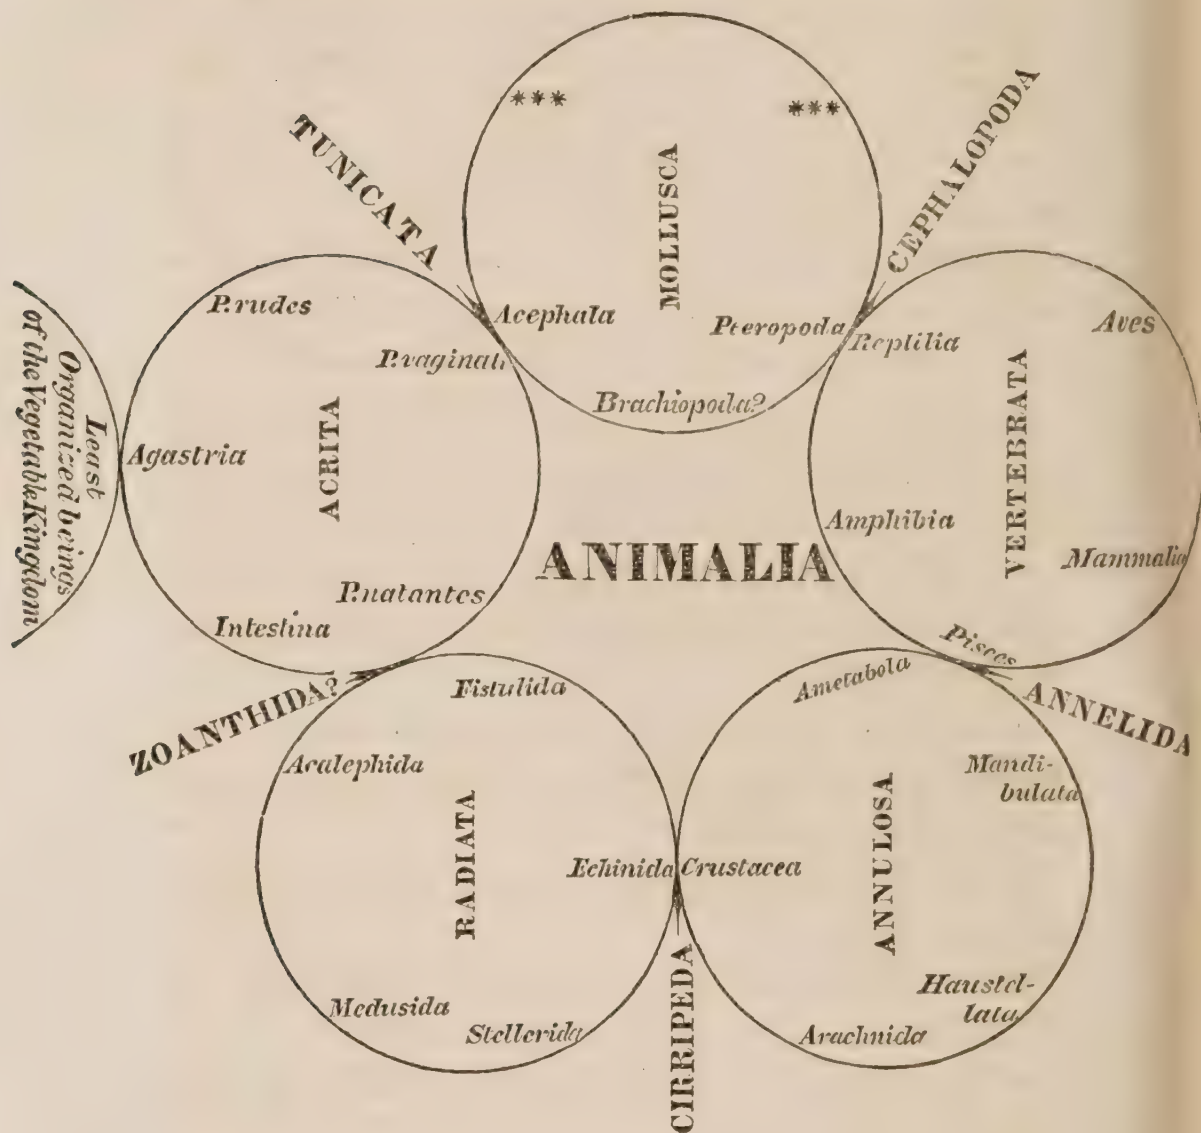 TUNICATA
***
***
MOLLUSCA
CEPHALOPODA
Acephala
Pteropoda
Brachiopoda?
P.rudes
P.vaginati
Agastria
ACRITA
P.natantes
Intestina
Least
Organized beings
of the Vegetable Kingdom
Reptilia
Aves
VERTEBRATA
Amphibia
Mammalia
Pisces
ANIMALIA
ZOANTHIDA?
Fistulida
Acalephida
RADIATA
Echinida
Medusida
Stellerida
CIRRIPEDA
Ametabola
ANNELIDA
Mandi-
bulata
ANNULOSA
Crustacea
Haustel-
lata
Arachnida